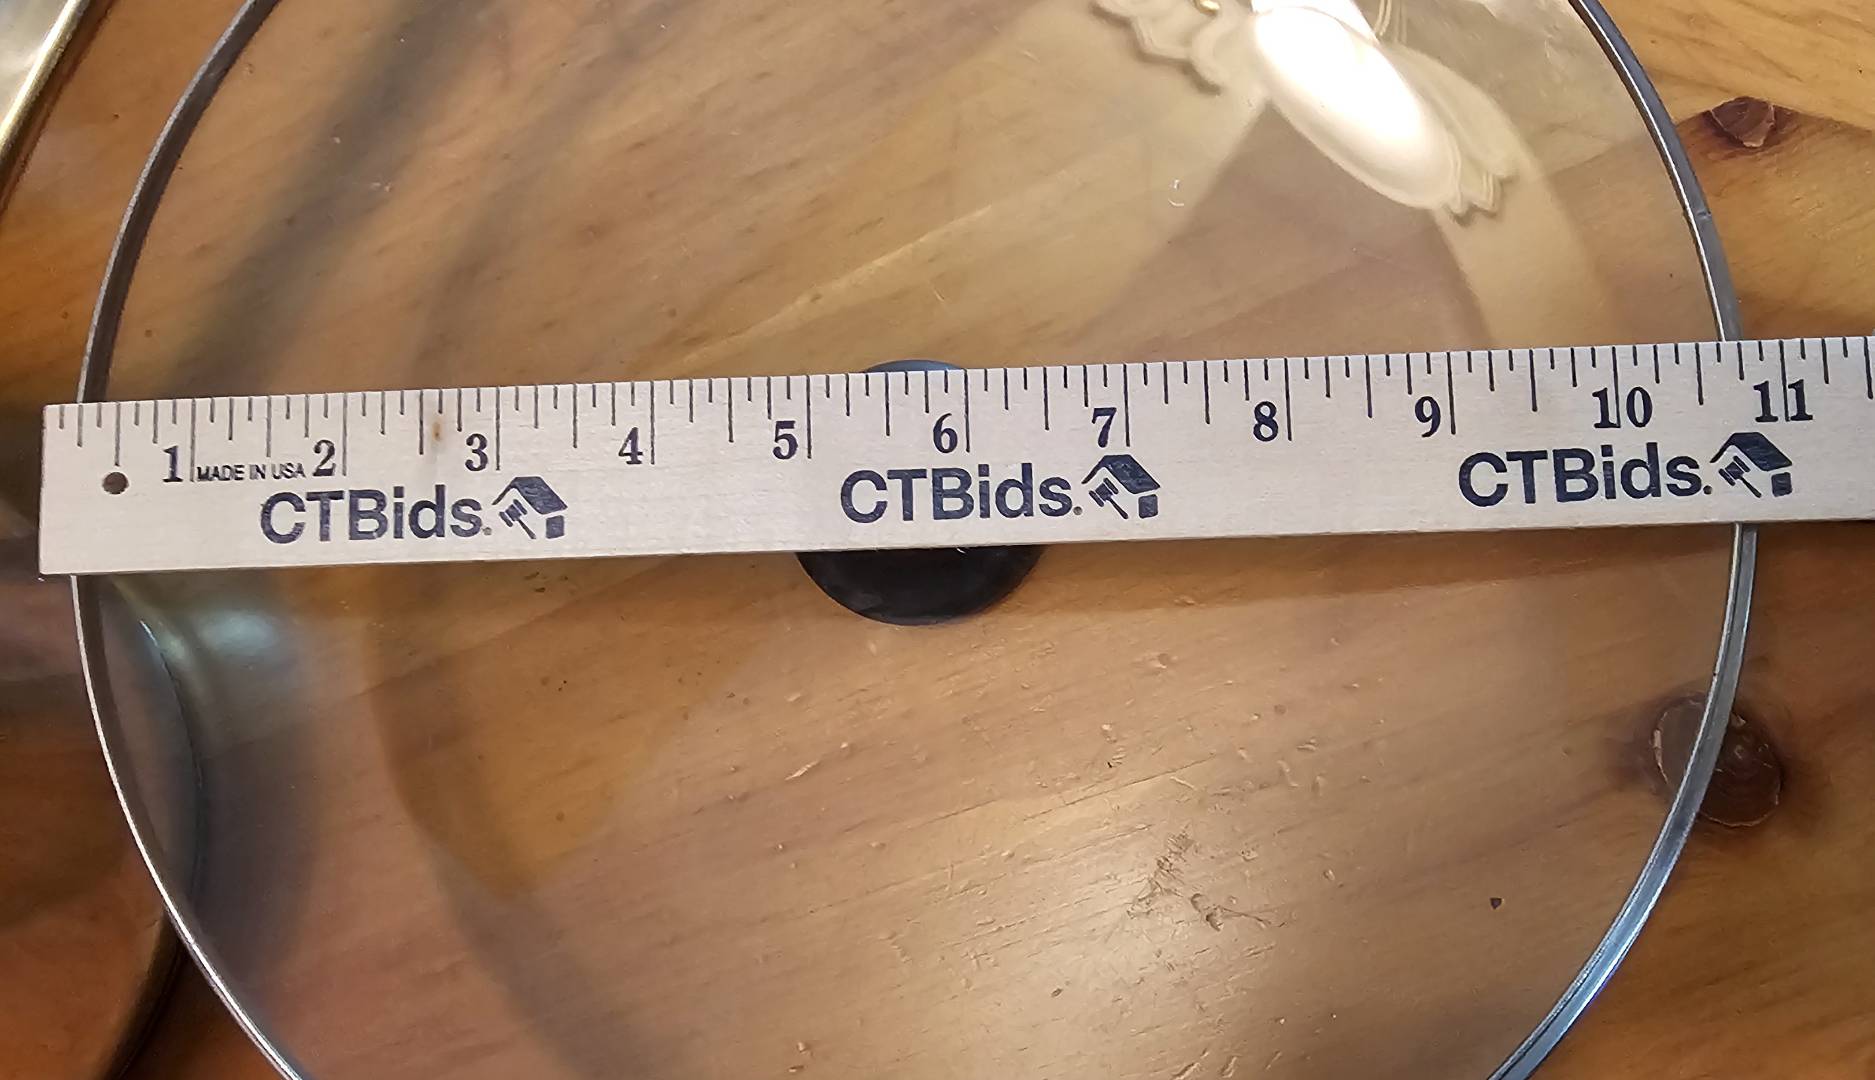 1 2 3 4 5 6 7 8 9 10 11
MADE IN USA
CTBids. CTBids. CTBids.